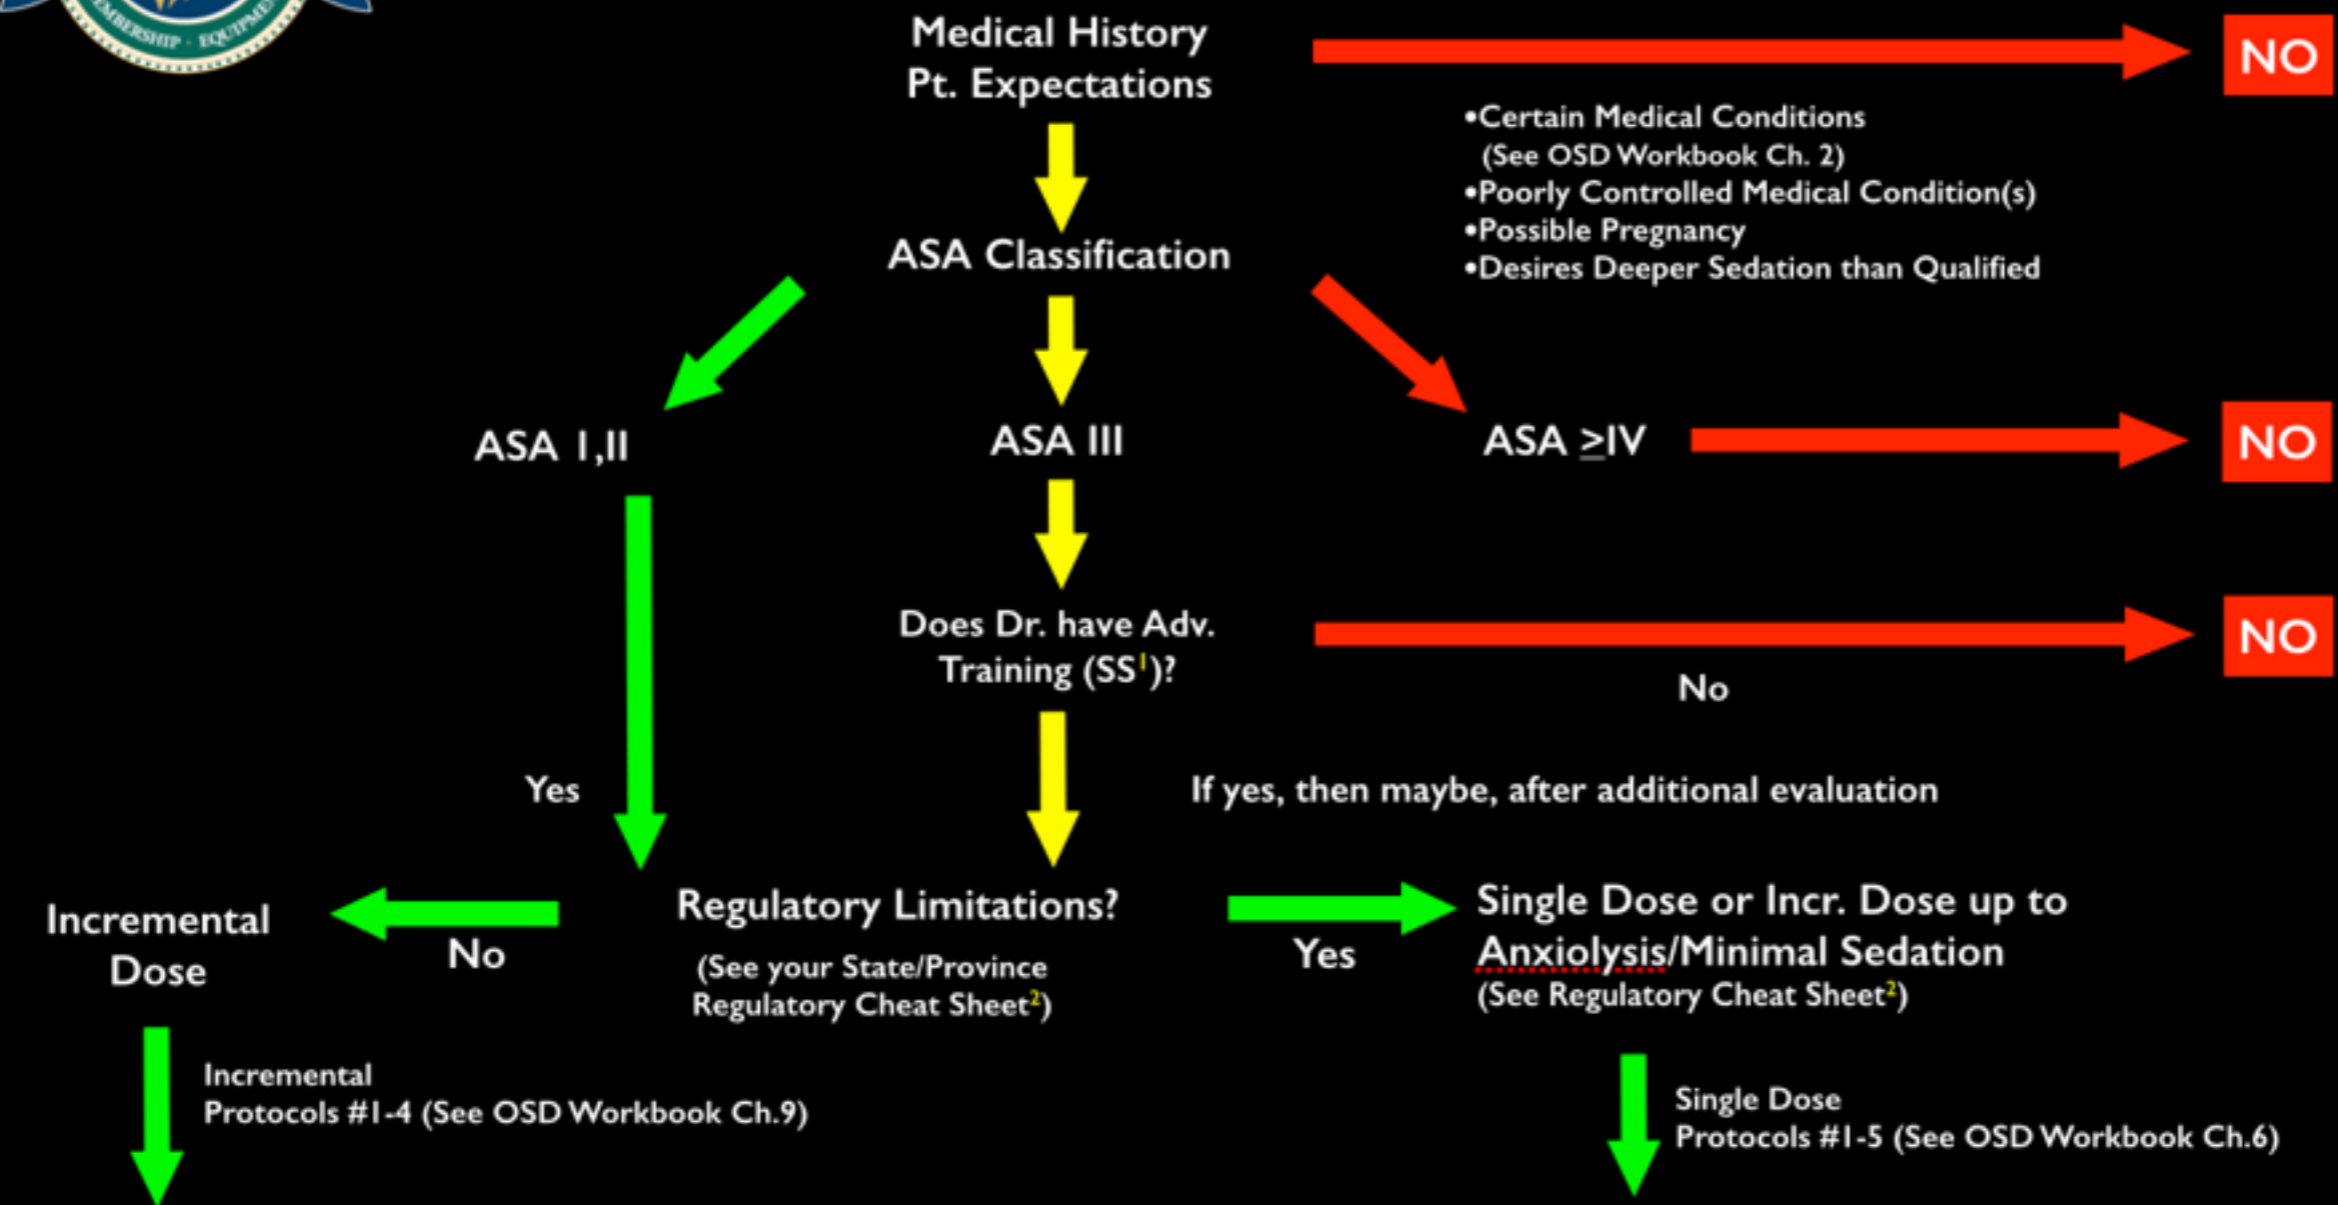 MBERSHIP · EQUIPME
Medical History
Pt. Expectations
NO
•Certain Medical Conditions
(See OSD Workbook Ch. 2)
•Poorly Controlled Medical Condition(s)
•Possible Pregnancy
•Desires Deeper Sedation than Qualified
ASA Classification
ASA I,II
ASA III
ASA ≥IV
NO
Does Dr. have Adv.
Training (SS¹)?
NO
No
Yes
If yes, then maybe, after additional evaluation
Incremental
Dose
No
Regulatory Limitations?
(See your State/Province
Regulatory Cheat Sheet²)
Yes
Single Dose or Incr. Dose up to
Anxiolysis/Minimal Sedation
(See Regulatory Cheat Sheet²)
Incremental
Protocols #1-4 (See OSD Workbook Ch.9)
Single Dose
Protocols #1-5 (See OSD Workbook Ch.6)